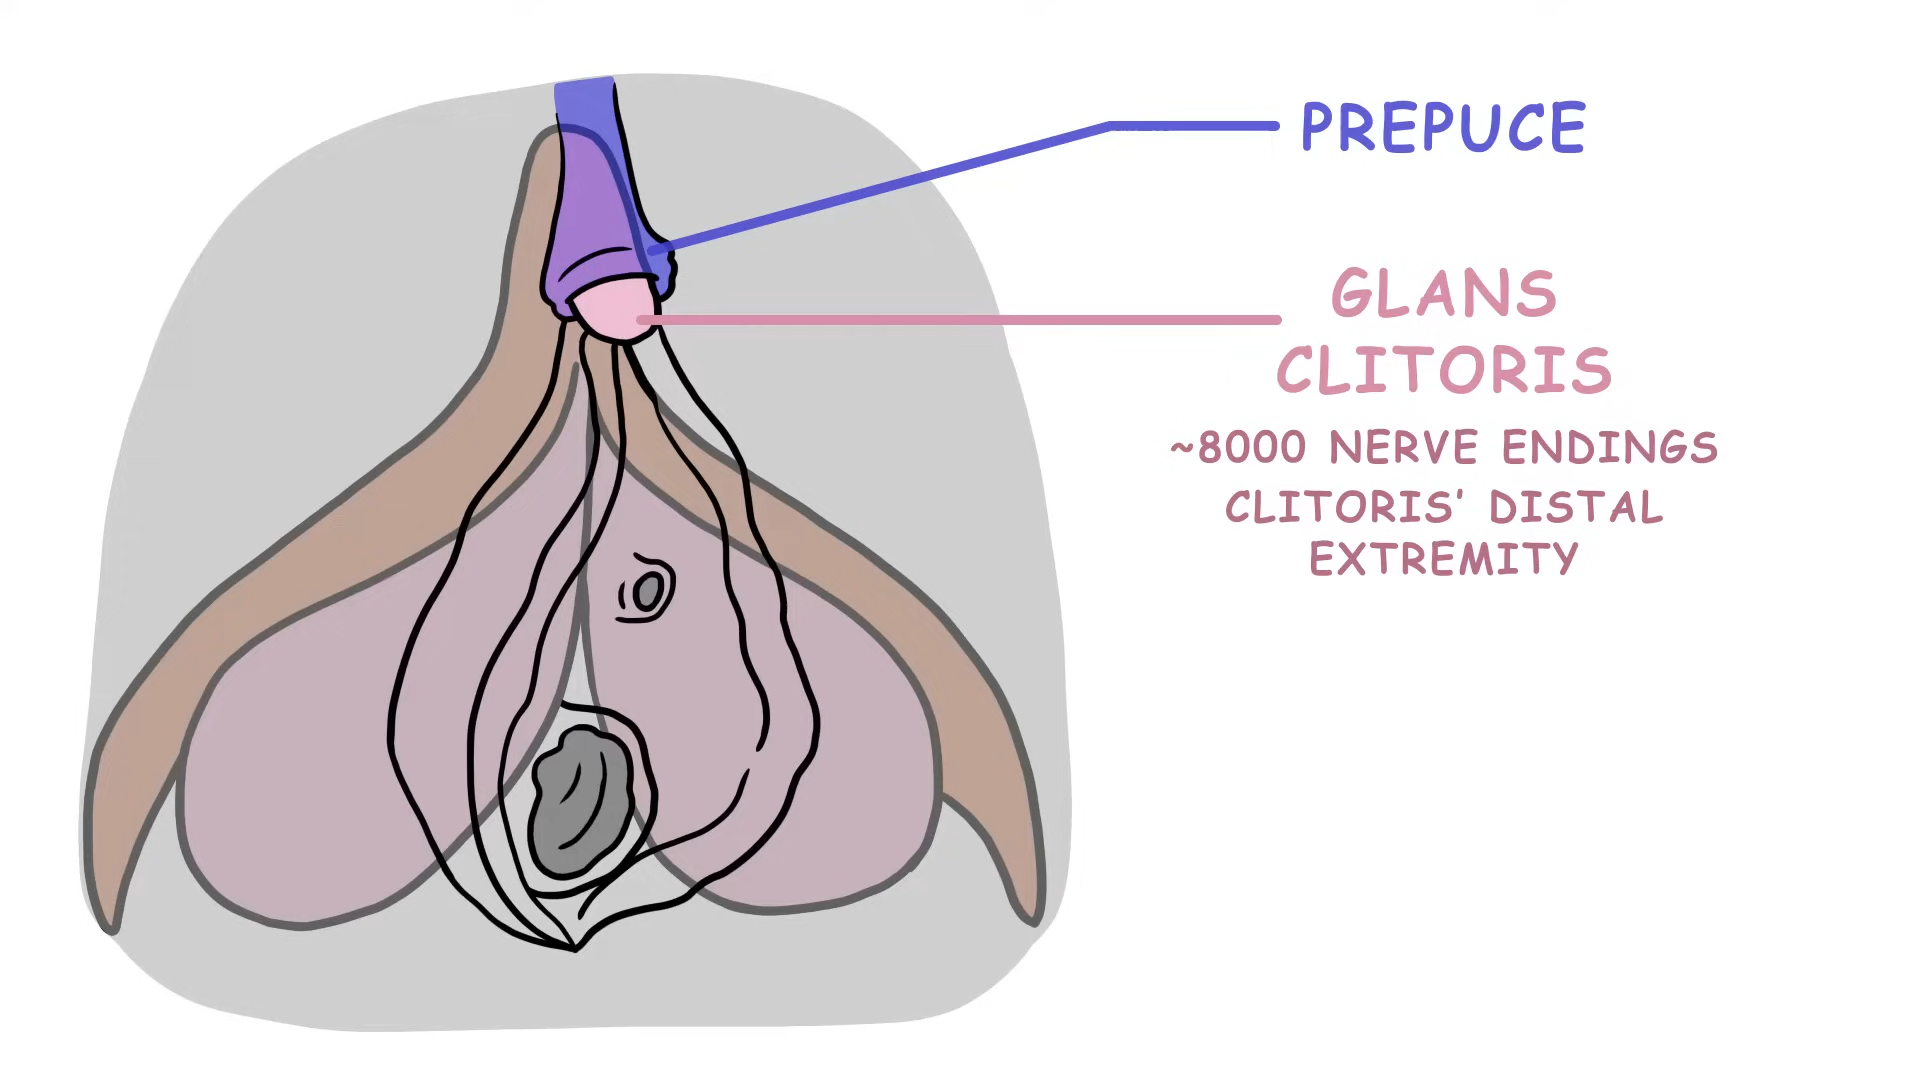 PREPUCE
GLANS
CLITORIS
~8000 NERVE ENDINGS
CLITORIS' DISTAL
EXTREMITY